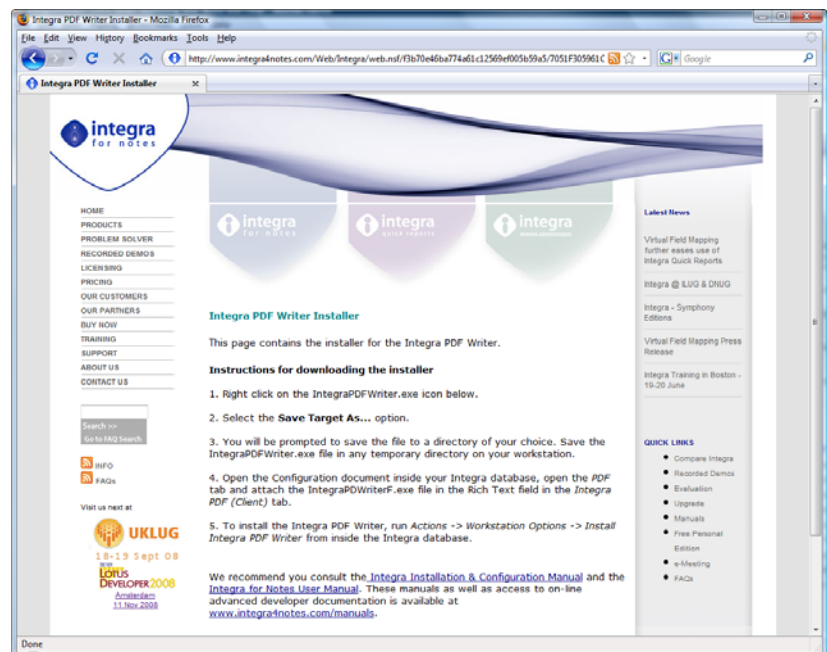 Integra PDF Writer Installer - Mozilla Firefox
File Edit View History Bookmarks Tools Help
http://www.integra4notes.com/Web/Integra/web.nsf/f3b70e46ba774a61c12569ef005b59a5/7051F305961C
Google
Integra PDF Writer Installer
integra
for notes
integra
for notes
integra
quick reports
integra
HOME
PRODUCTS
PROBLEM SOLVER
RECORDED DEMOS
LICENSING
PRICING
OUR CUSTOMERS
OUR PARTNERS
BUY NOW
TRAINING
SUPPORT
ABOUT US
CONTACT US
Search >>
Go to FAQ Search
INFO
FAQs
Visit us next at
UKLUG
18-19 Sept 08
LOTUS
DEVELOPER2008
Amsterdam
11 Nov 2008
Integra PDF Writer Installer
This page contains the installer for the Integra PDF Writer.
Instructions for downloading the installer
1. Right click on the IntegraPDFWriter.exe icon below.
2. Select the Save Target As... option.
3. You will be prompted to save the file to a directory of your choice. Save the
IntegraPDFWriter.exe file in any temporary directory on your workstation.
4. Open the Configuration document inside your Integra database, open the PDF
tab and attach the IntegraPDWriterF.exe file in the Rich Text field in the Integra
PDF (Client) tab.
5. To install the Integra PDF Writer, run Actions -> Workstation Options -> Install
Integra PDF Writer from inside the Integra database.
We recommend you consult the Integra Installation & Configuration Manual and the
Integra for Notes User Manual. These manuals as well as access to on-line
advanced developer documentation is available at
www.integra4notes.com/manuals.
Latest News
Virtual Field Mapping
further eases use of
Integra Quick Reports
Integra @ ILUG & DNUG
Integra - Symphony
Editions
Virtual Field Mapping Press
Release
Integra Training in Boston -
19-20 June
QUICK LINKS
Compare Integra
Recorded Demos
Evaluation
Upgrade
Manuals
Free Personal
Edition
e-Meeting
FAQs
Done